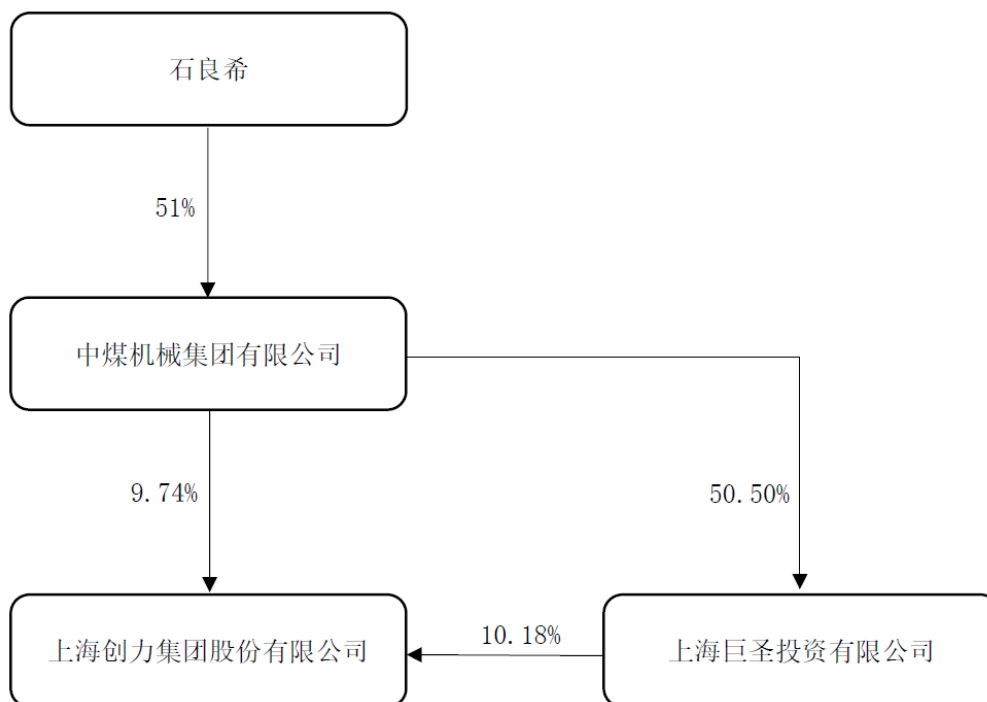 石良希
51%
中煤机械集团有限公司
9.74%
50.50%
上海创力集团股份有限公司
10.18%
上海巨圣投资有限公司